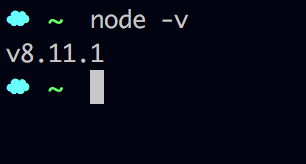 ☁ ~ node -v
v8.11.1
☁ ~